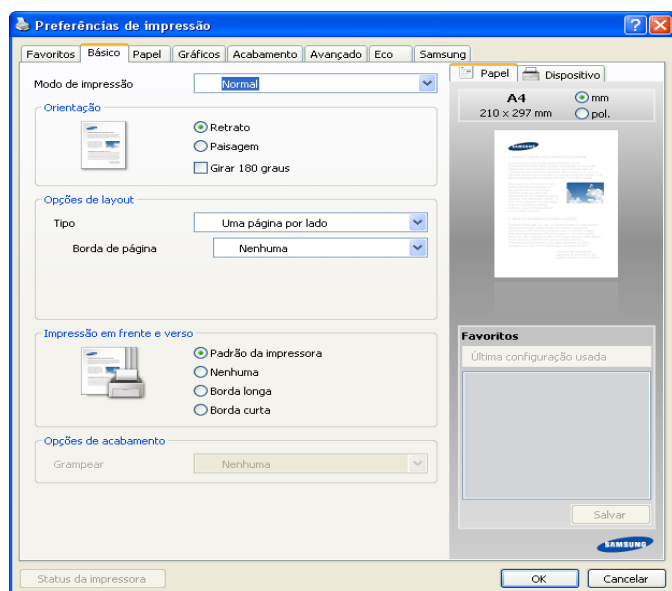 Preferências de impressão
Favoritos Básico Papel Gráficos Acabamento Avançado Eco Samsung
Modo de impressão Normal
Orientação
Retrato
Paisagem
Girar 180 graus
Opções de layout
Tipo Uma página por lado
Borda de página Nenhuma
Impressão em frente e verso
Padrão da impressora
Nenhuma
Borda longa
Borda curta
Opções de acabamento
Grampear Nenhuma
Papel Dispositivo
A4 mm
210 x 297 mm pol.
SAMSUNG
Favoritos
Última configuração usada
Salvar
SAMSUNG
Status da impressora OK Cancelar